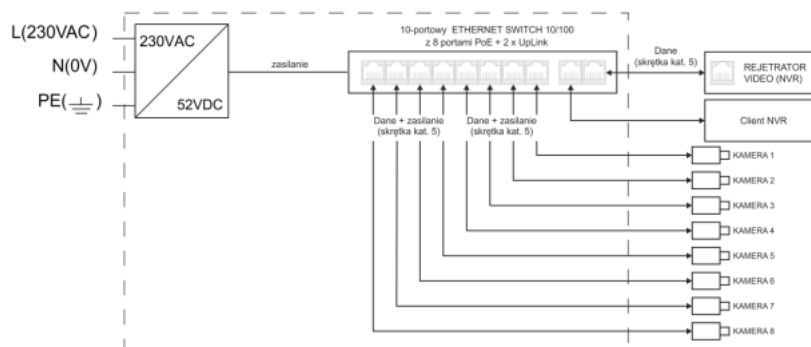 L(230VAC)
N(0V)
PE( )
230VAC
52VDC
zasilanie
10-portowy ETHERNET SWITCH 10/100
z 8 portami PoE + 2 x UpLink
Dane
(skrętka kat. 5)
REJETRATOR
VIDEO (NVR)
Client NVR
Dane + zasilanie
(skrętka kat. 5)
Dane + zasilanie
(skrętka kat. 5)
KAMERA 1
KAMERA 2
KAMERA 3
KAMERA 4
KAMERA 5
KAMERA 6
KAMERA 7
KAMERA 8